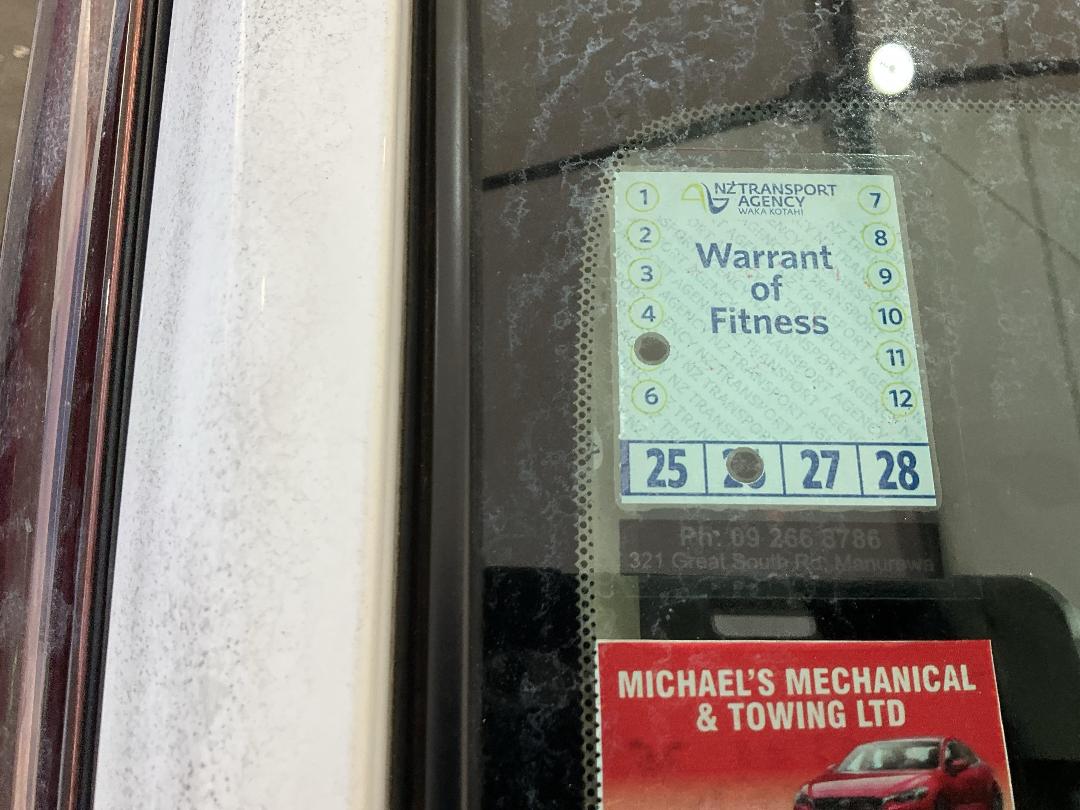 NZ TRANSPORT
AGENCY
WAKA KOTAHI
Warrant
of
Fitness
1
2
3
4
6
7
8
9
10
11
12
25 27 28
Ph: 09 266 8786
321 Great South Rd, Manurewa
MICHAEL'S MECHANICAL
& TOWING LTD